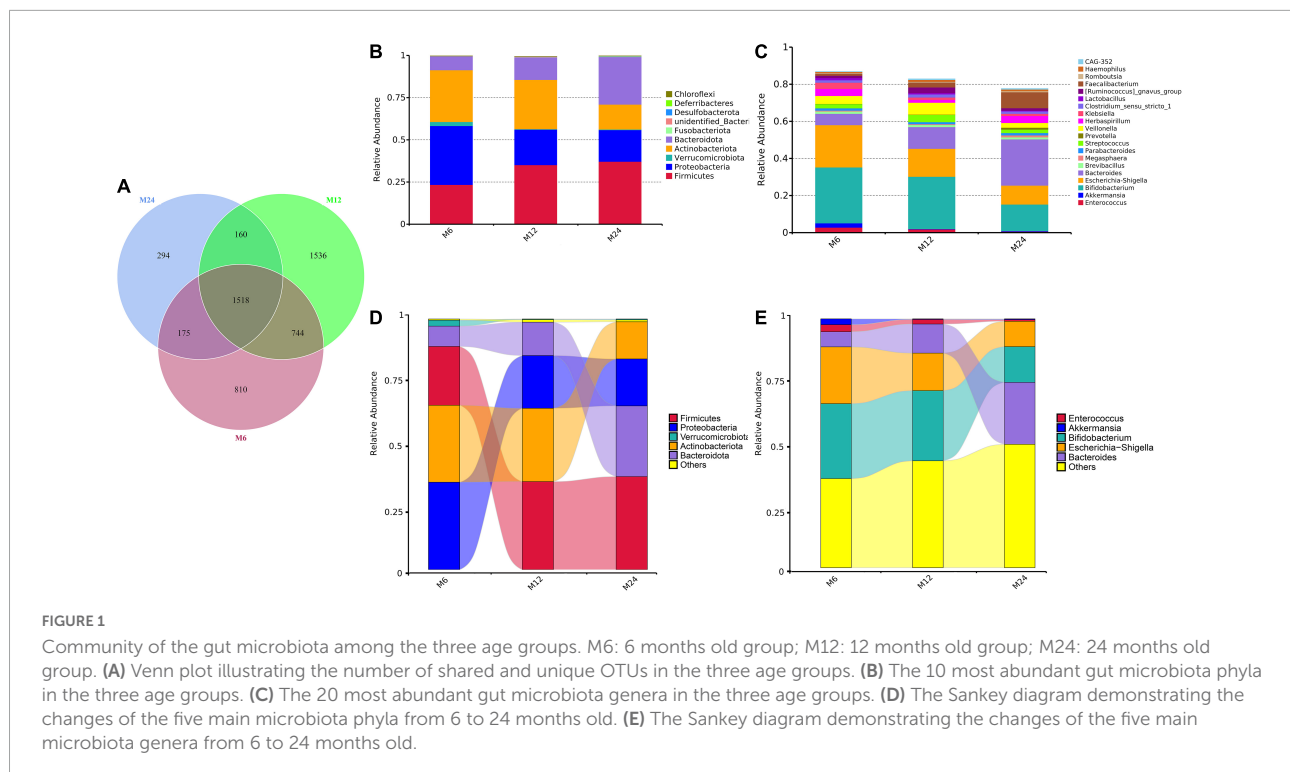 A
M24
M12
160
294
1536
1518
175
744
810
M6
B
Relative Abundance
1
0.75
0.5
0.25
0
M6
M12
M24
Chloroflexi
Deferribacteres
Desulfobacterota
unidentified_Bacteri
Fusobacteriota
Bacteroidota
Actinobacteriota
Verrucomicrobiota
Proteobacteria
Firmicutes
C
Relative Abundance
1
0.8
0.6
0.4
0.2
0
M6
M12
M24
CAG-352
Haemophilus
Romboutsia
Faecalibacterium
[Ruminococcus]_gnavus_group
Lactobacillus
Clostridium_sensu_stricto_1
Klebsiella
Herbaspirillum
Veillonella
Prevotella
Streptococcus
Parabacteroides
Megasphaera
Brevibacillus
Bacteroides
Escherichia-Shigella
Bifidobacterium
Akkermansia
Enterococcus
D
Relative Abundance
1
0.75
0.5
0.25
0
M6
M12
M24
Firmicutes
Proteobacteria
Verrucomicrobiota
Actinobacteriota
Bacteroidota
Others
E
Relative Abundance
1
0.75
0.5
0.25
0
M6
M12
M24
Enterococcus
Akkermansia
Bifidobacterium
Escherichia−Shigella
Bacteroides
Others
FIGURE 1
Community of the gut microbiota among the three age groups. M6: 6 months old group; M12: 12 months old group; M24: 24 months old
group. (A) Venn plot illustrating the number of shared and unique OTUs in the three age groups. (B) The 10 most abundant gut microbiota phyla
in the three age groups. (C) The 20 most abundant gut microbiota genera in the three age groups. (D) The Sankey diagram demonstrating the
changes of the five main microbiota phyla from 6 to 24 months old. (E) The Sankey diagram demonstrating the changes of the five main
microbiota genera from 6 to 24 months old.